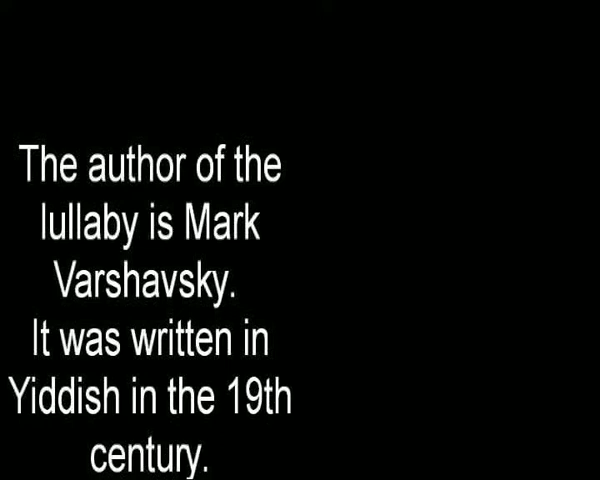 The author of the
lullaby is Mark
Varshavsky.
It was written in
Yiddish in the 19th
century.